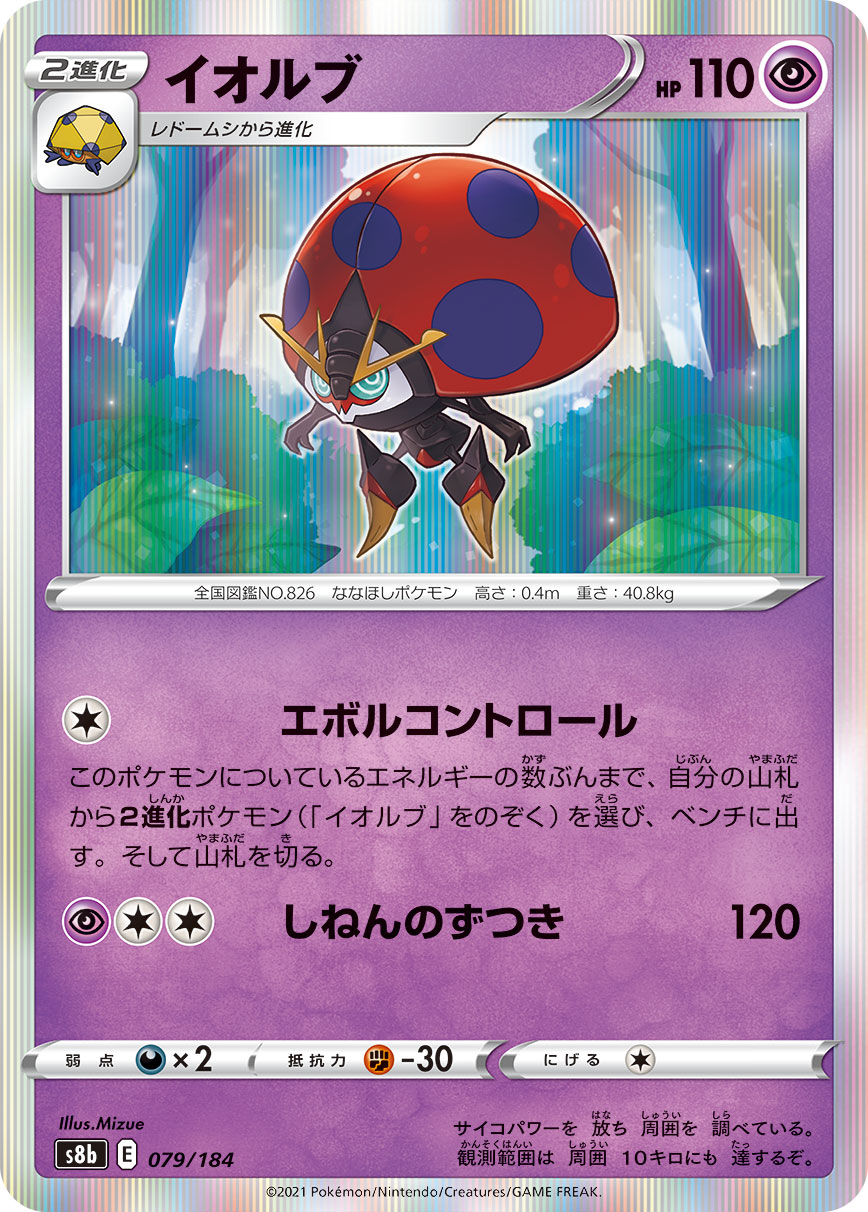 2進化
イオルブ
HP 110
レドームシから進化
全国図鑑NO.826 ななほしポケモン 高さ:0.4m 重さ:40.8kg
エボルコントロール
このポケモンについているエネルギーの数ぶんまで、自分の山札
から2進化ポケモン(「イオルブ」をのぞく)を選び、ベンチに出
す。そして山札を切る。
しねんのずつき 120
弱点 ×2 抵抗力 -30 にげる
Illus.Mizue
s8b E 079/184
サイコパワーを 放ち 周囲を 調べている。
観測範囲は 周囲 10キロにも 達するぞ。
©2021 Pokémon/Nintendo/Creatures/GAME FREAK.